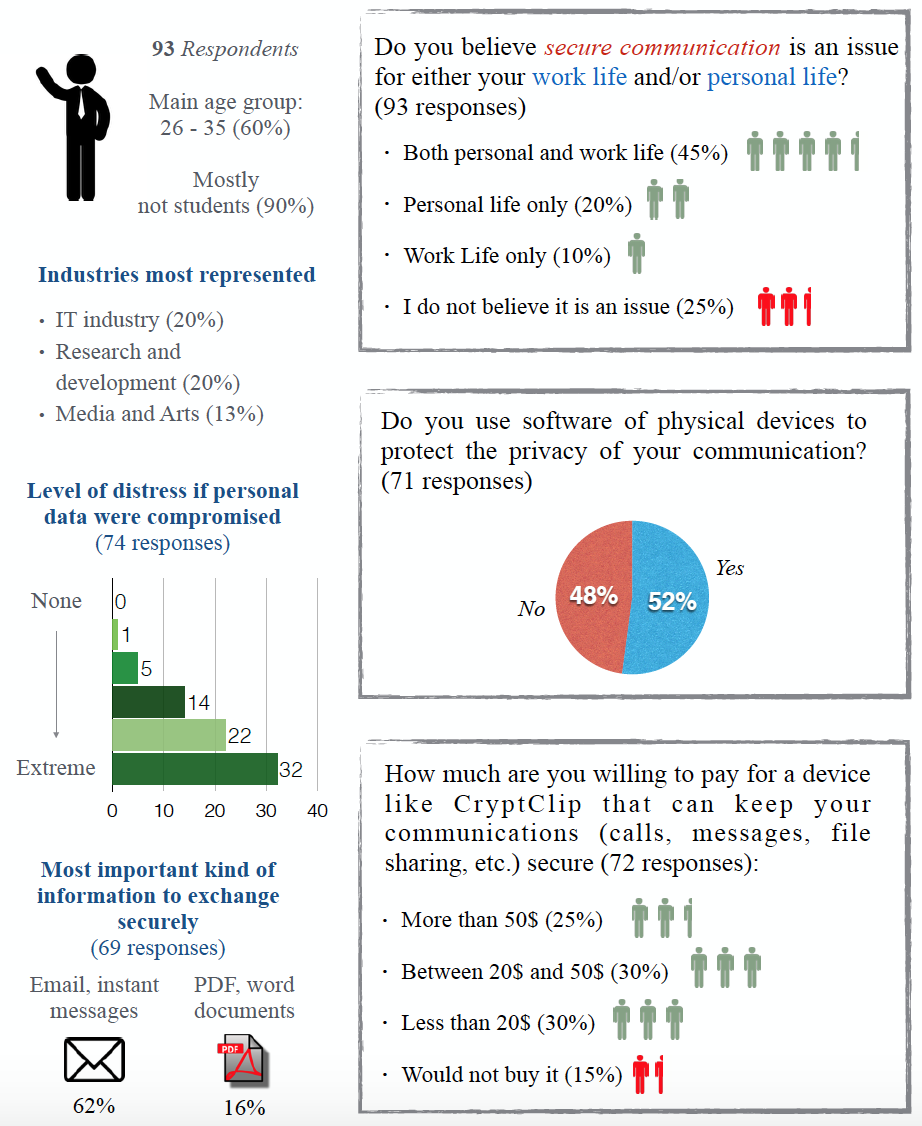 93 Respondents
Main age group:
26 - 35 (60%)
Mostly
not students (90%)
Industries most represented
· IT industry (20%)
· Research and
development (20%)
· Media and Arts (13%)
Level of distress if personal
data were compromised
(74 responses)
None
0
1
5
14
22
Extreme
32
0 10 20 30 40
Most important kind of
information to exchange
securely
(69 responses)
Email, instant
messages
62%
PDF, word
documents
PDF
16%
Do you believe secure communication is an issue
for either your work life and/or personal life?
(93 responses)
· Both personal and work life (45%)
· Personal life only (20%)
· Work Life only (10%)
· I do not believe it is an issue (25%)
Do you use software of physical devices to
protect the privacy of your communication?
(71 responses)
Yes
No
48%
52%
How much are you willing to pay for a device
like CryptClip that can keep your
communications (calls, messages, file
sharing, etc.) secure (72 responses):
· More than 50$ (25%)
· Between 20$ and 50$ (30%)
· Less than 20$ (30%)
· Would not buy it (15%)